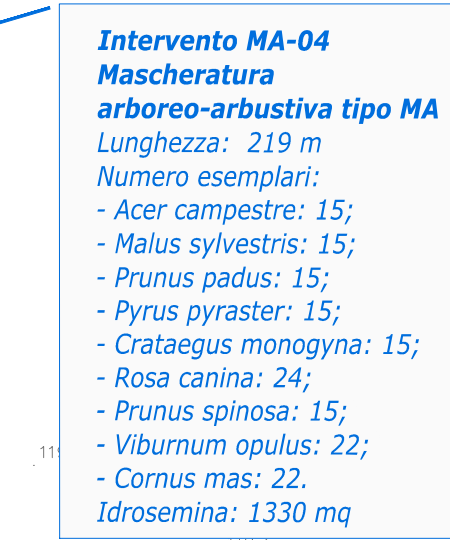 Intervento MA-04
Mascheratura
arboreo-arbustiva tipo MA
Lunghezza: 219 m
Numero esemplari:
- Acer campestre: 15;
- Malus sylvestris: 15;
- Prunus padus: 15;
- Pyrus pyraster: 15;
- Crataegus monogyna: 15;
- Rosa canina: 24;
- Prunus spinosa: 15;
- Viburnum opulus: 22;
- Cornus mas: 22.
Idrosemina: 1330 mq